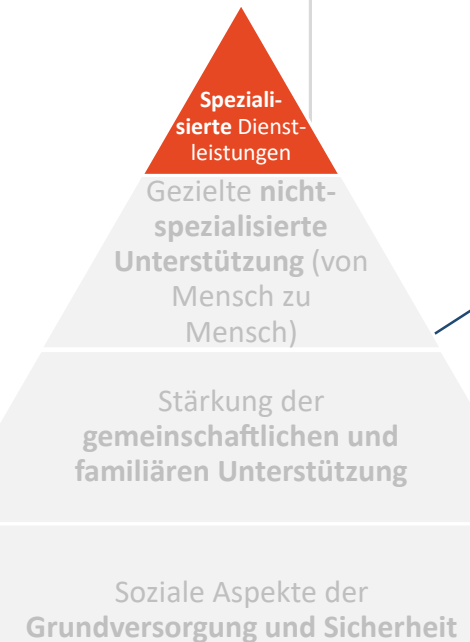 Speziali-
sierte Dienst-
leistungen
Gezielte nicht-
spezialisierte
Unterstützung (von
Mensch zu
Mensch)
Stärkung der
gemeinschaftlichen und
familiären Unterstützung
Soziale Aspekte der
Grundversorgung und Sicherheit